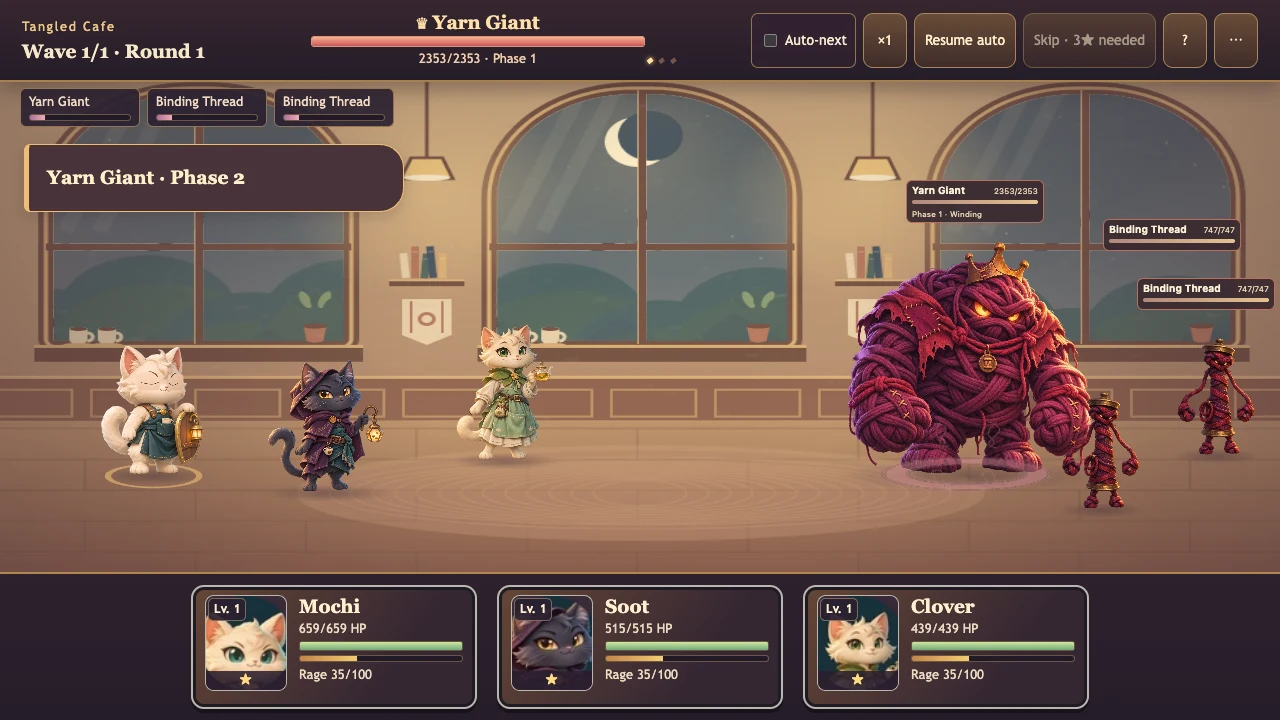 Tangled Cafe
Wave 1/1 · Round 1
♛ Yarn Giant
2353/2353 · Phase 1
Auto-next
×1
Resume auto
Skip · 3★ needed
?
···
Yarn Giant
Binding Thread
Binding Thread
Yarn Giant · Phase 2
Yarn Giant 2353/2353
Phase 1 · Winding
Binding Thread 747/747
Binding Thread 747/747
Lv. 1
Mochi
659/659 HP
Rage 35/100
Lv. 1
Soot
515/515 HP
Rage 35/100
Lv. 1
Clover
439/439 HP
Rage 35/100